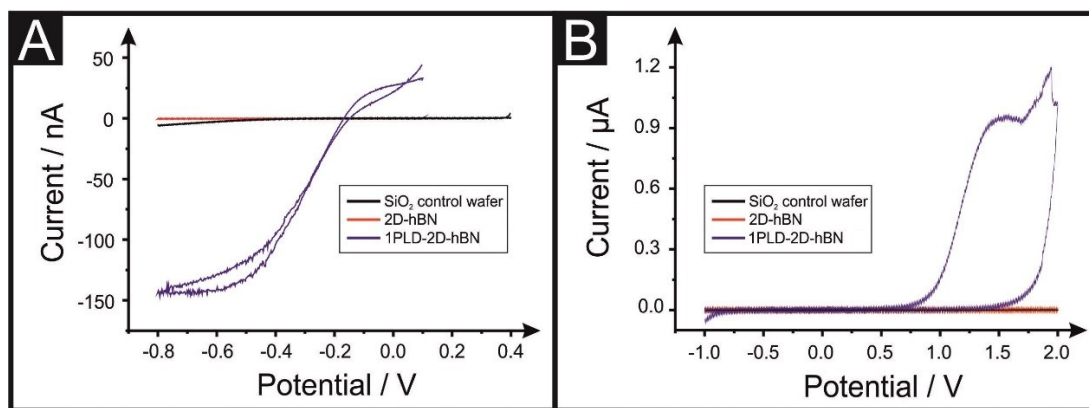 A
50
0
-50
-100
-150
Current / nA
SiO₂ control wafer
2D-hBN
1PLD-2D-hBN
-0.8 -0.6 -0.4 -0.2 0.0 0.2 0.4
Potential / V
B
1.2
0.9
0.6
0.3
0.0
Current / µA
SiO₂ control wafer
2D-hBN
1PLD-2D-hBN
-1.0 -0.5 0.0 0.5 1.0 1.5 2.0
Potential / V